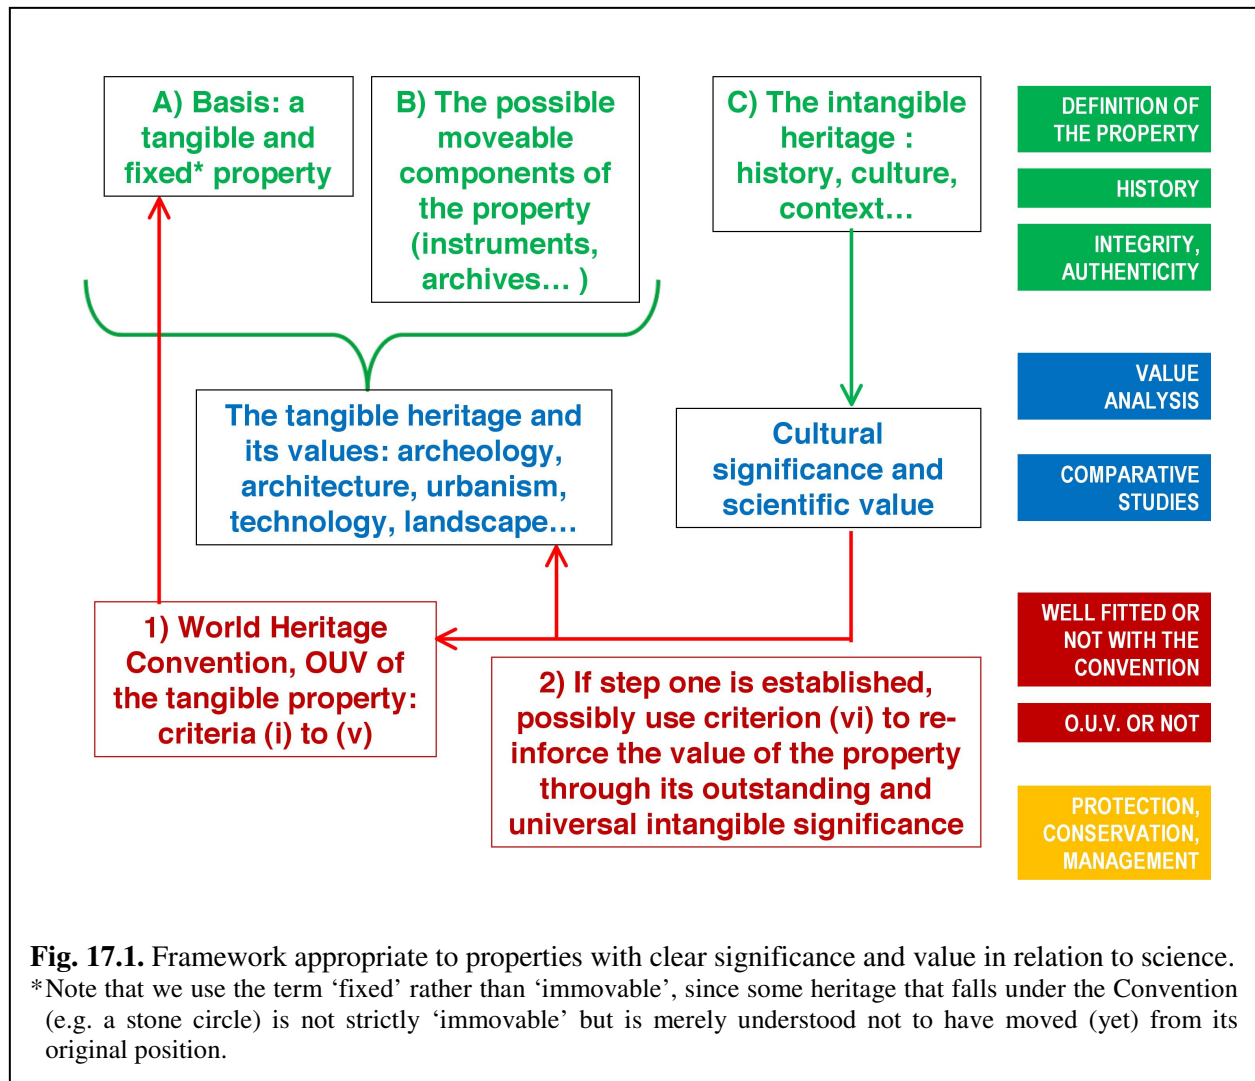 A) Basis: a
tangible and
fixed* property
B) The possible
moveable
components of
the property
(instruments,
archives… )
C) The intangible
heritage :
history, culture,
context…
DEFINITION OF
THE PROPERTY
HISTORY
INTEGRITY,
AUTHENTICITY
The tangible heritage and
its values: archeology,
architecture, urbanism,
technology, landscape…
Cultural
significance and
scientific value
VALUE
ANALYSIS
COMPARATIVE
STUDIES
1) World Heritage
Convention, OUV of
the tangible property:
criteria (i) to (v)
2) If step one is established,
possibly use criterion (vi) to re-
inforce the value of the property
through its outstanding and
universal intangible significance
WELL FITTED OR
NOT WITH THE
CONVENTION
O.U.V. OR NOT
PROTECTION,
CONSERVATION,
MANAGEMENT
Fig. 17.1. Framework appropriate to properties with clear significance and value in relation to science.
*Note that we use the term ‘fixed’ rather than ‘immovable’, since some heritage that falls under the Convention
(e.g. a stone circle) is not strictly ‘immovable’ but is merely understood not to have moved (yet) from its
original position.